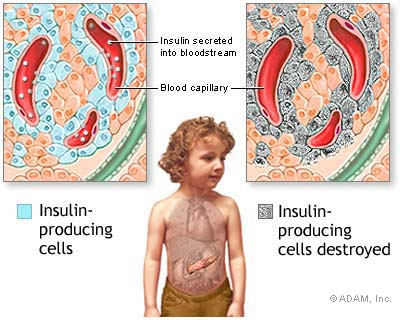 Insulin secreted
into bloodstream
Blood capillary
Insulin-
producing
cells
Insulin-
producing
cells destroyed
© ADAM, Inc.